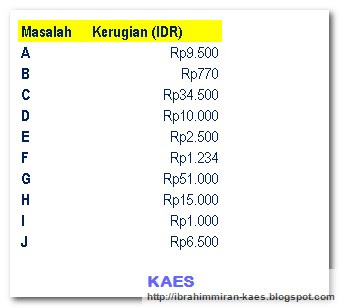 Masalah Kerugian (IDR)
A Rp9.500
B Rp770
C Rp34.500
D Rp10.000
E Rp2.500
F Rp1.234
G Rp51.000
H Rp15.000
I Rp1.000
J Rp6.500
KAES
http://ibrahimmiran-kaes.blogspot.com